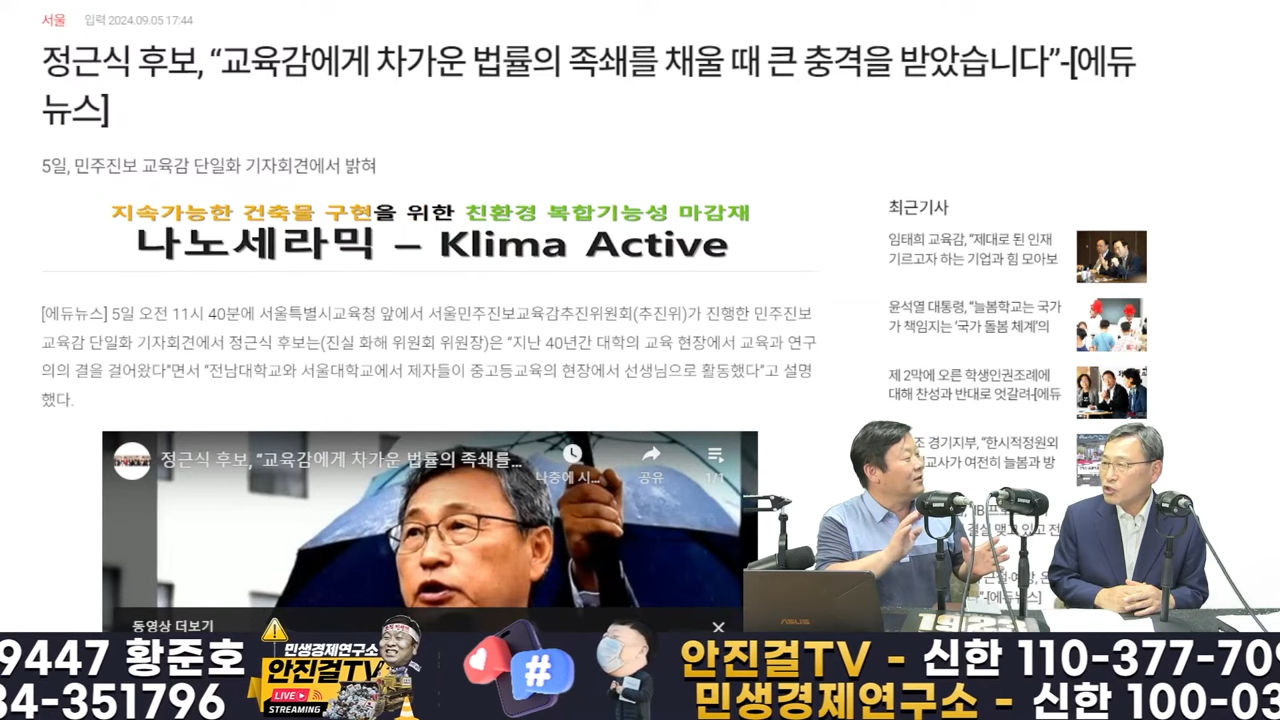 서울 입력 2024.09.05 17:44
정근식 후보, “교육감에게 차가운 법률의 족쇄를 채울 때 큰 충격을 받았습니다”-[에듀
뉴스]
5일, 민주진보 교육감 단일화 기자회견에서 밝혀
지속가능한 건축물 구현을 위한 친환경 복합기능성 마감재
나노세라믹 – Klima Active
[에듀뉴스] 5일 오전 11시 40분에 서울특별시교육청 앞에서 서울민주진보교육감추진위원회(추진위)가 진행한 민주진보
교육감 단일화 기자회견에서 정근식 후보는(진실 화해 위원회 위원장)은 “지난 40년간 대학의 교육 현장에서 교육과 연구
의의 결을 걸어왔다”면서 “전남대학교와 서울대학교에서 제자들이 중고등교육의 현장에서 선생님으로 활동했다”고 설명
했다.
정근식 후보, “교육감에게 차가운 법률의 족쇄를...
나중에 시... 공유 1/1
동영상 더보기
최근기사
임태희 교육감, “제대로 된 인재
기르고자 하는 기업과 힘 모아보
윤석열 대통령, “늘봄학교는 국가
가 책임지는 ‘국가 돌봄 체계’의
제 2막에 오른 학생인권조례에
대해 찬성과 반대로 엇갈려-[에듀
조 경기지부, “한시적정원외
교사가 여전히 늘봄과 방
결실 맺고 있고 전
-[에듀뉴스]
ASUS
9447 황준호
34-351796
민생경제연구소
안진걸TV
LIVE
STREAMING
#
안진걸TV - 신한 110-377-709
민생경제연구소 - 신한 100-03